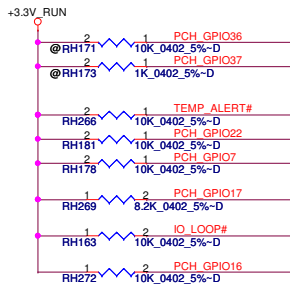 +3.3V_RUN
2 1 PCH_GPIO36
@RH171 10K_0402_5%~D
2 1 PCH_GPIO37
@RH173 1K_0402_5%~D
2 1 TEMP_ALERT#
RH266 10K_0402_5%~D
2 1 PCH_GPIO22
RH181 10K_0402_5%~D
2 1 PCH_GPIO7
RH178 10K_0402_5%~D
1 2 PCH_GPIO17
RH269 8.2K_0402_5%~D
1 2 IO_LOOP#
RH163 10K_0402_5%~D
1 2 PCH_GPIO16
RH272 10K_0402_5%~D